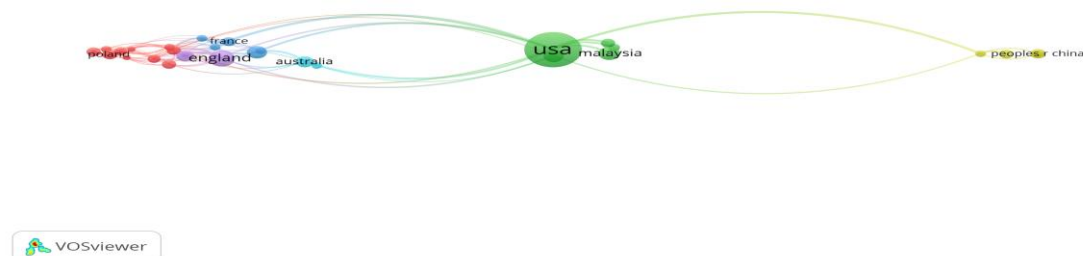 france
poland
england
australia
usa
malaysia
peoples r china
VOSviewer